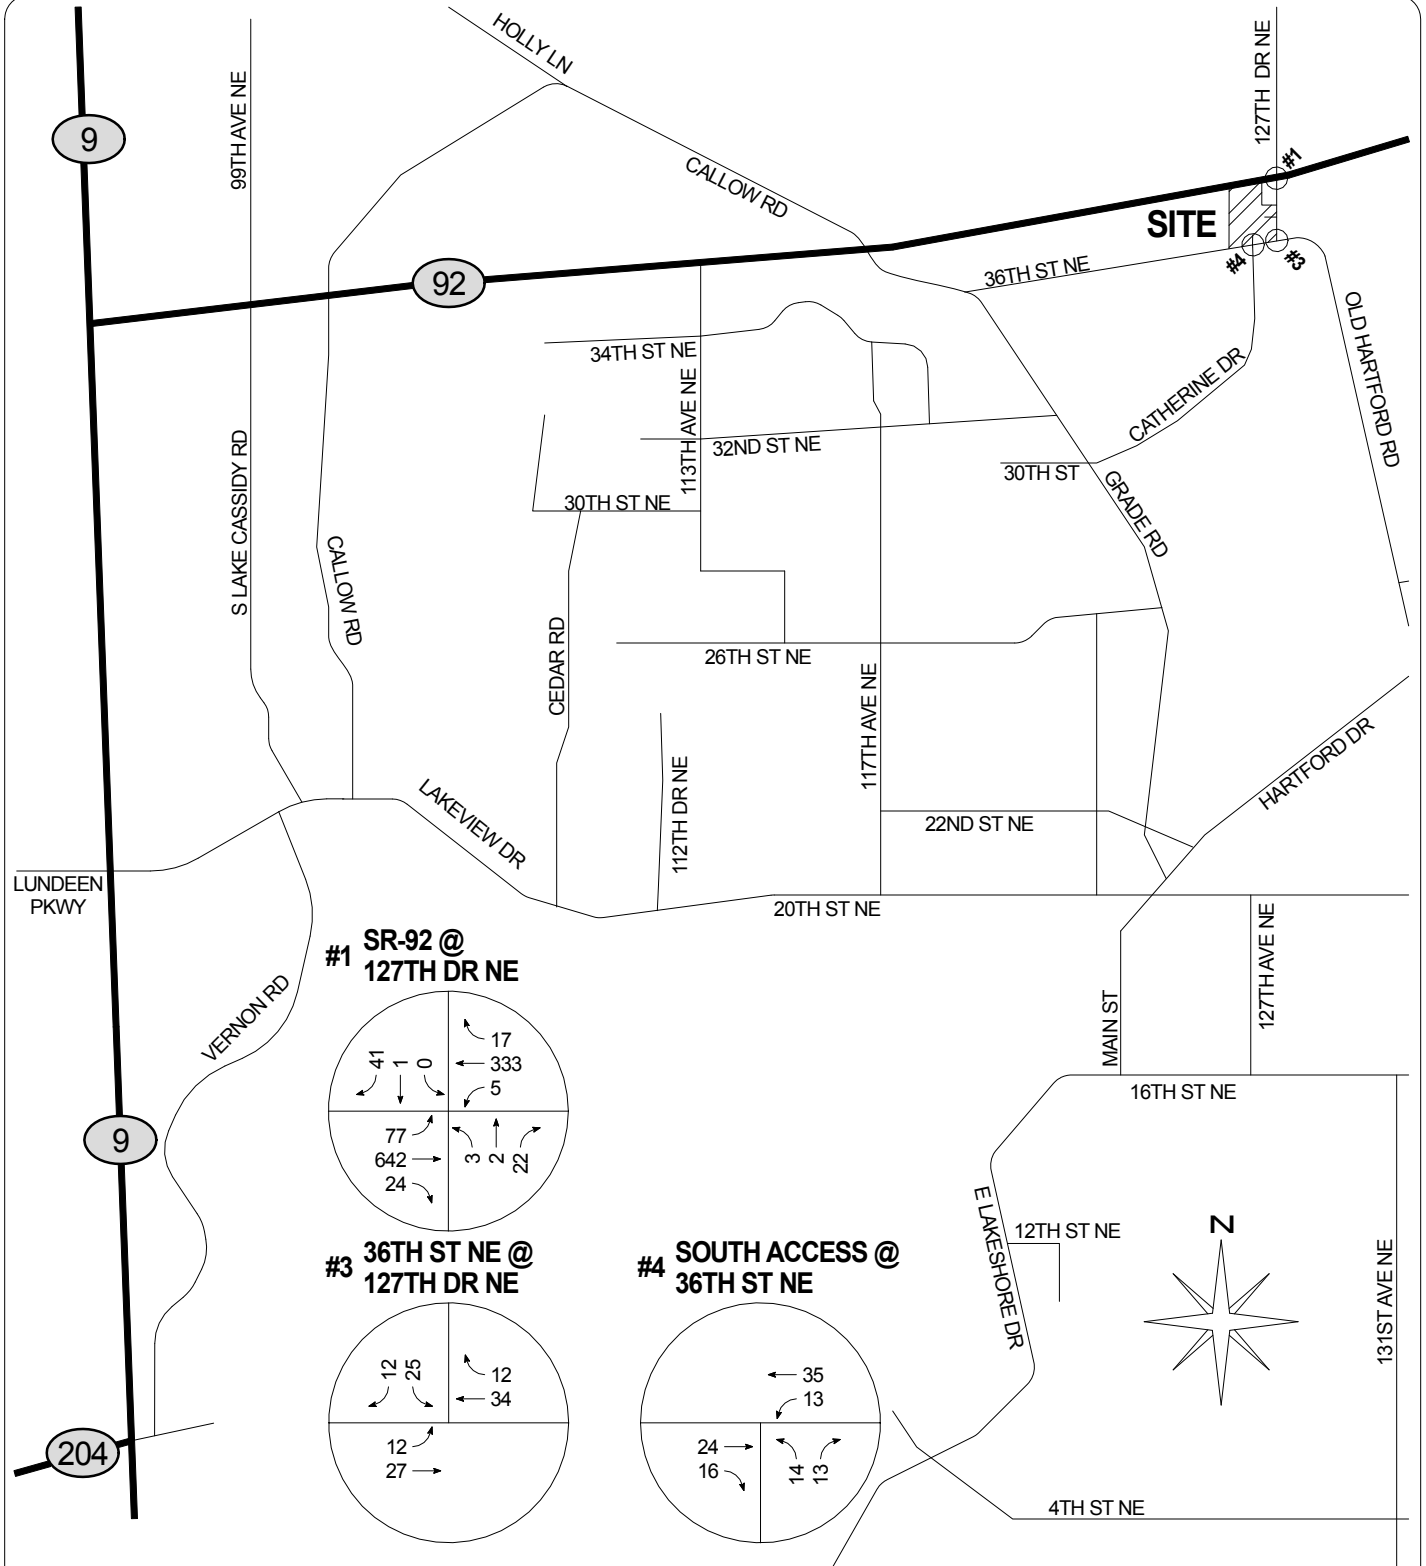 HOLLY LN
127TH DR NE
99TH AVE NE
9
#1
CALLOW RD
SITE
36TH ST NE
#4
#3
92
OLD HARTFORD RD
34TH ST NE
CATHERINE DR
113TH AVE NE
32ND ST NE
30TH ST
S LAKE CASSIDY RD
30TH ST NE
GRADE RD
CALLOW RD
CEDAR RD
26TH ST NE
117TH AVE NE
HARTFORD DR
LAKEVIEW DR
112TH DR NE
22ND ST NE
LUNDEEN
PKWY
20TH ST NE
127TH AVE NE
VERNON RD
MAIN ST
16TH ST NE
9
#1 SR-92 @
127TH DR NE
41 1 0
17
333
5
77
642
24
3 2 22
E LAKESHORE DR
12TH ST NE
N
131ST AVE NE
#3 36TH ST NE @
127TH DR NE
12 25
12
34
12
27
#4 SOUTH ACCESS @
36TH ST NE
35
13
24
16
14 13
204
4TH ST NE